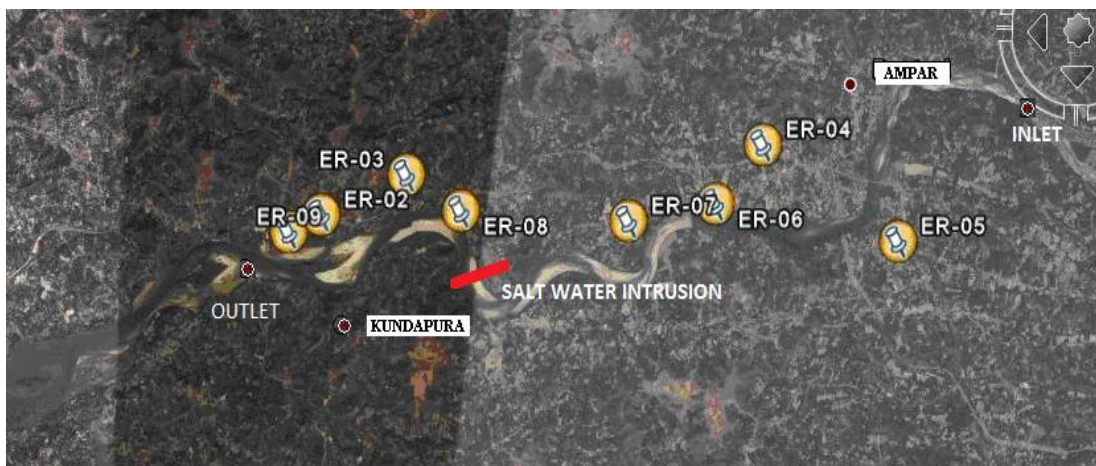 AMPAR
INLET
ER-04
ER-03
ER-02
ER-09
ER-08
ER-07
ER-06
ER-05
SALT WATER INTRUSION
OUTLET
KUNDAPURA